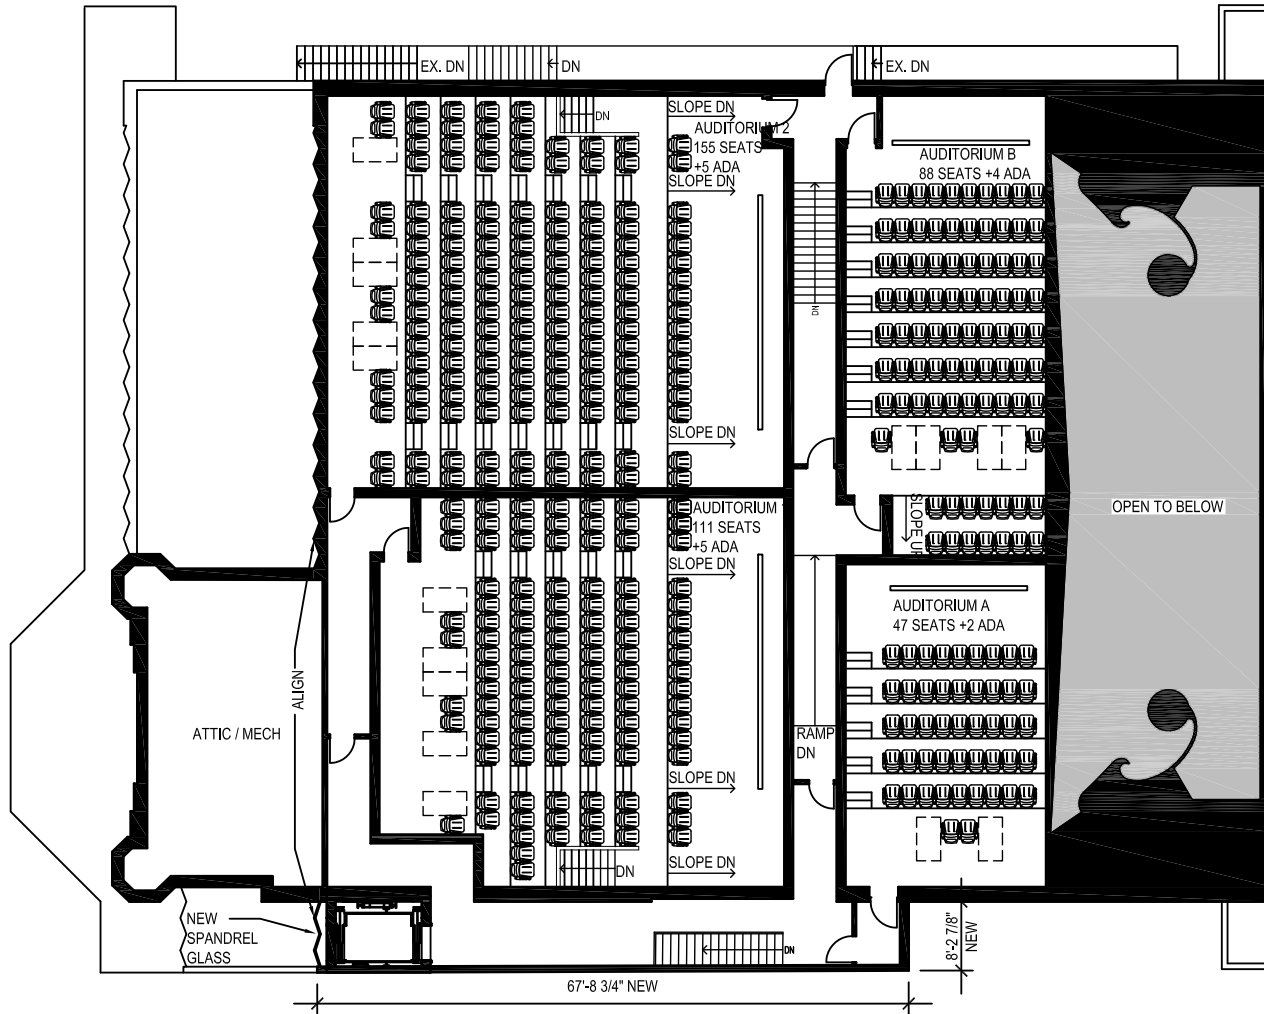 EX. DN
DN
EX. DN
DN
SLOPE DN
AUDITORIUM 2
155 SEATS
+5 ADA
SLOPE DN
AUDITORIUM B
88 SEATS +4 ADA
DN
SLOPE DN
AUDITORIUM
111 SEATS
+5 ADA
SLOPE DN
SLOPE UP
OPEN TO BELOW
AUDITORIUM A
47 SEATS +2 ADA
ALIGN
ATTIC / MECH
RAMP
DN
SLOPE DN
SLOPE DN
DN
NEW
SPANDREL
GLASS
DN
8'-2 7/8"
NEW
67'-8 3/4" NEW